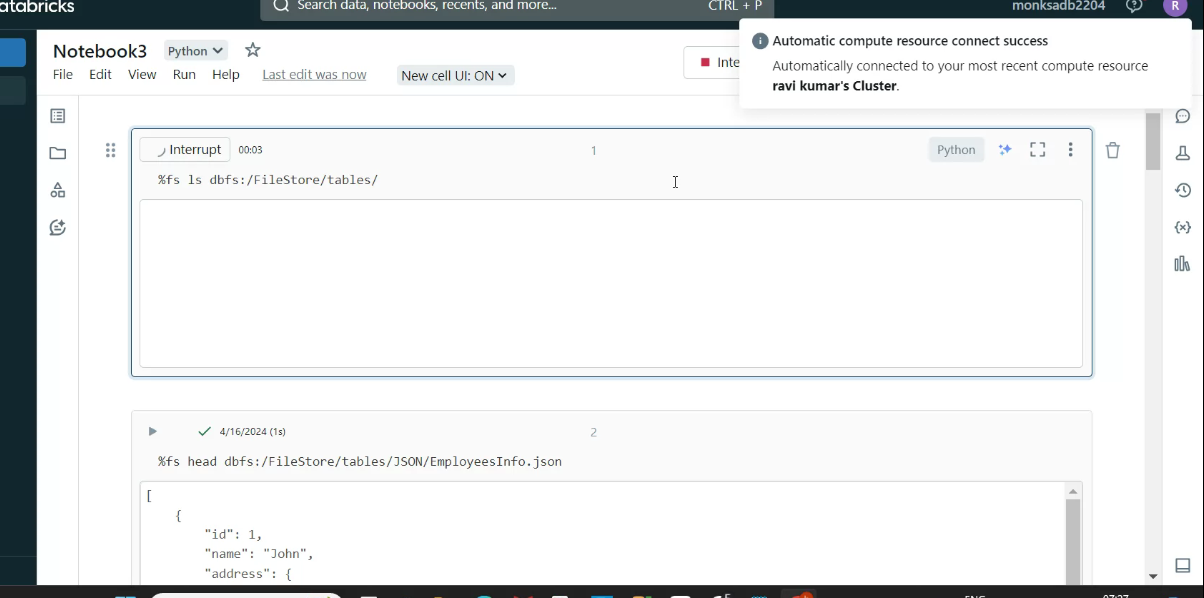 atabricks
Search data, notebooks, recents, and more... CTRL + P
monksadb2204
R
Notebook3 Python
File Edit View Run Help Last edit was now New cell UI: ON
Inte
Automatic compute resource connect success
Automatically connected to your most recent compute resource
ravi kumar's Cluster.
Interrupt 00:03 1 Python
%fs ls dbfs:/FileStore/tables/
4/16/2024 (1s) 2
%fs head dbfs:/FileStore/tables/JSON/EmployeesInfo.json
[
{
"id": 1,
"name": "John",
"address": {
ENG 07:27